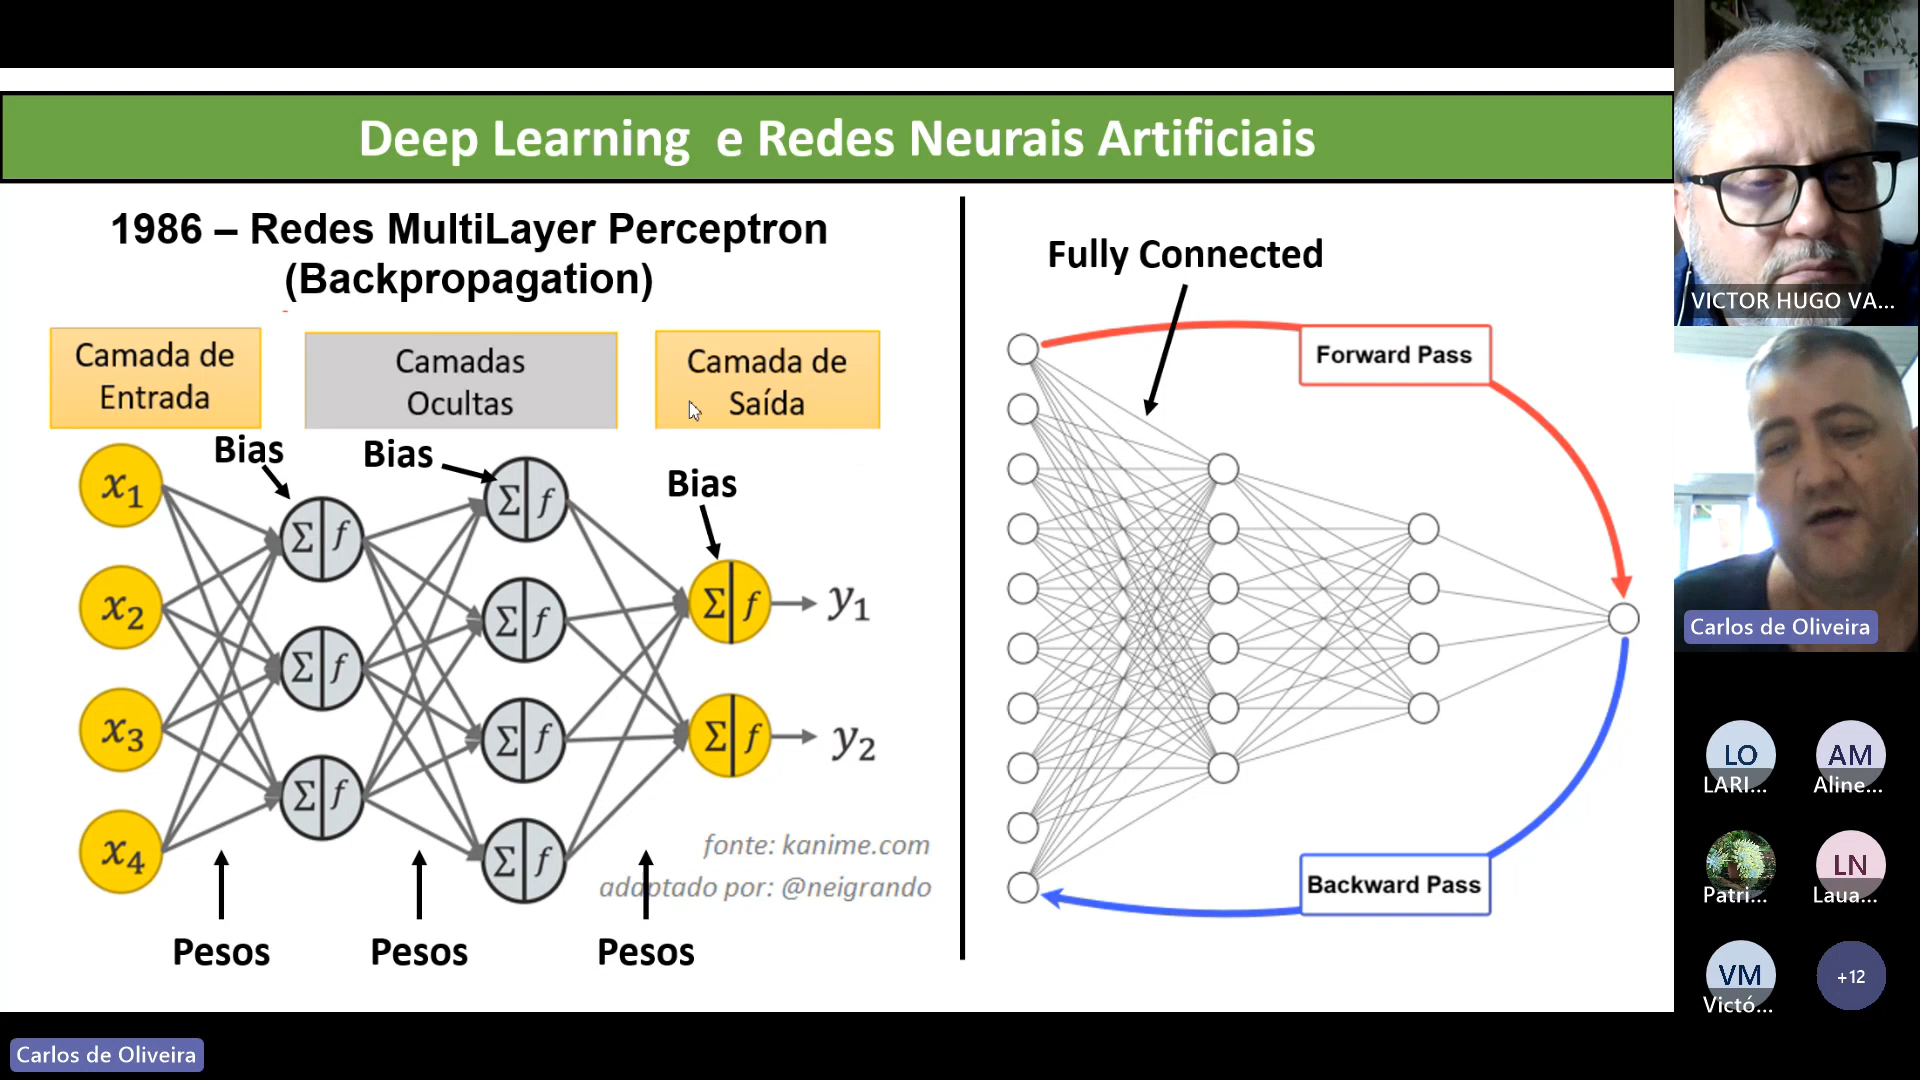 Deep Learning e Redes Neurais Artificiais
1986 – Redes MultiLayer Perceptron
(Backpropagation)
Camada de
Entrada
Camadas
Ocultas
Camada de
Saída
Bias
Bias
Bias
x1
x2
x3
x4
Σ f
Σ f
Σ f
Σ f
Σ f
Σ f
Σ f
Σ f
Σ f
y1
y2
fonte: kanime.com
adaptado por: @neigrando
Pesos
Pesos
Pesos
Fully Connected
Forward Pass
Backward Pass
VICTOR HUGO VA...
Carlos de Oliveira
LO
LARI...
AM
Aline...
Patri...
LN
Laua...
VM
Victó...
+12
Carlos de Oliveira